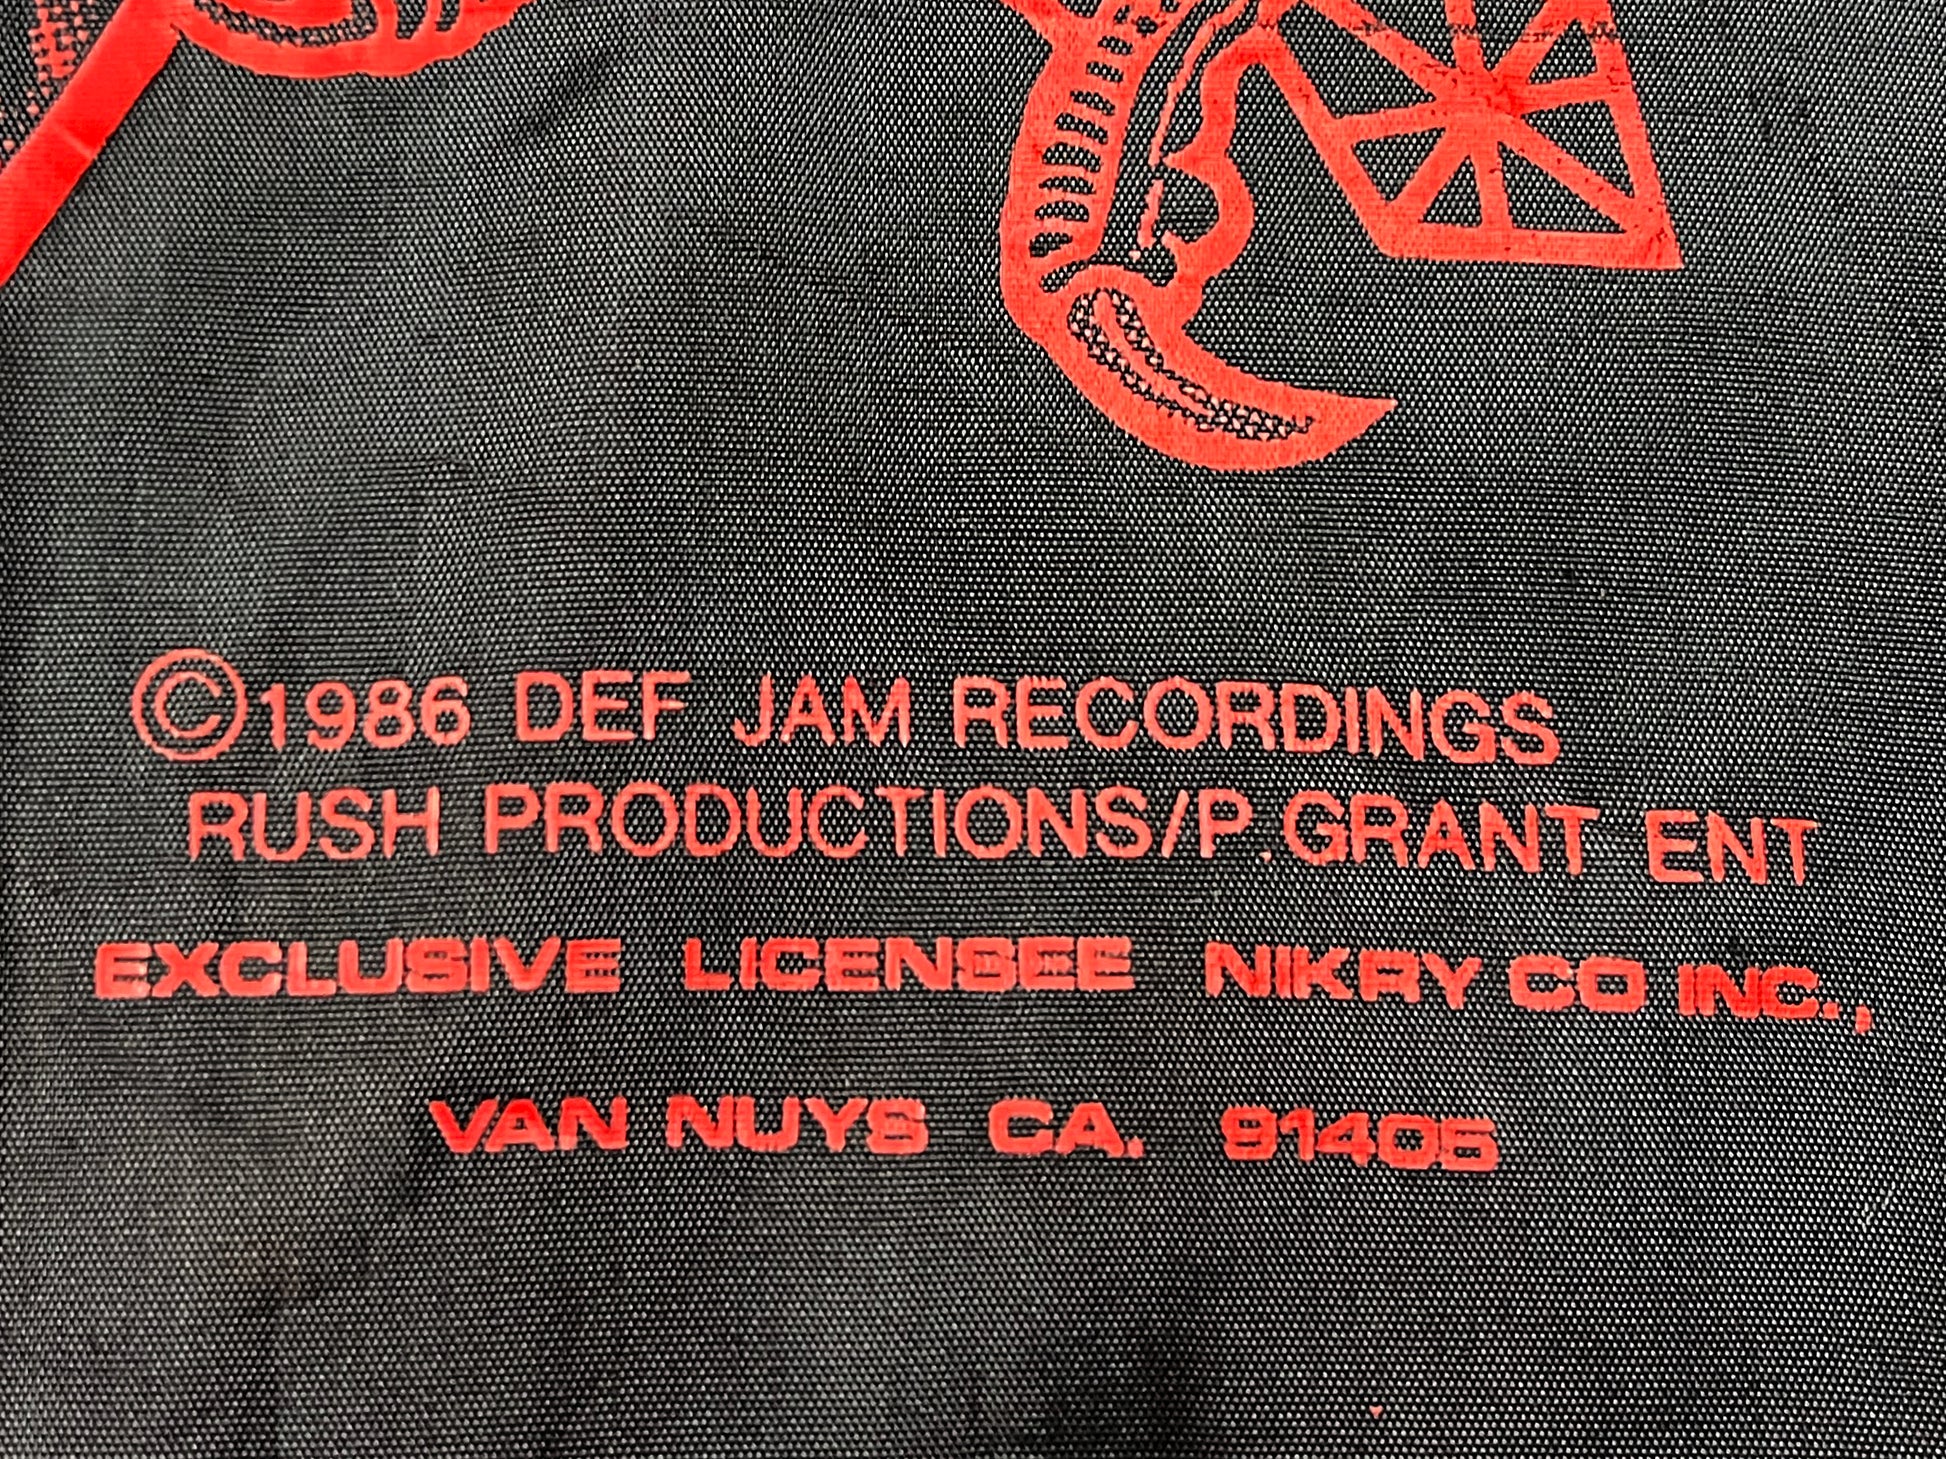 ©1986 DEF JAM RECORDINGS
RUSH PRODUCTIONS/P.GRANT ENT
EXCLUSIVE LICENSEE NIKRY CO INC.,
VAN NUYS CA. 91405